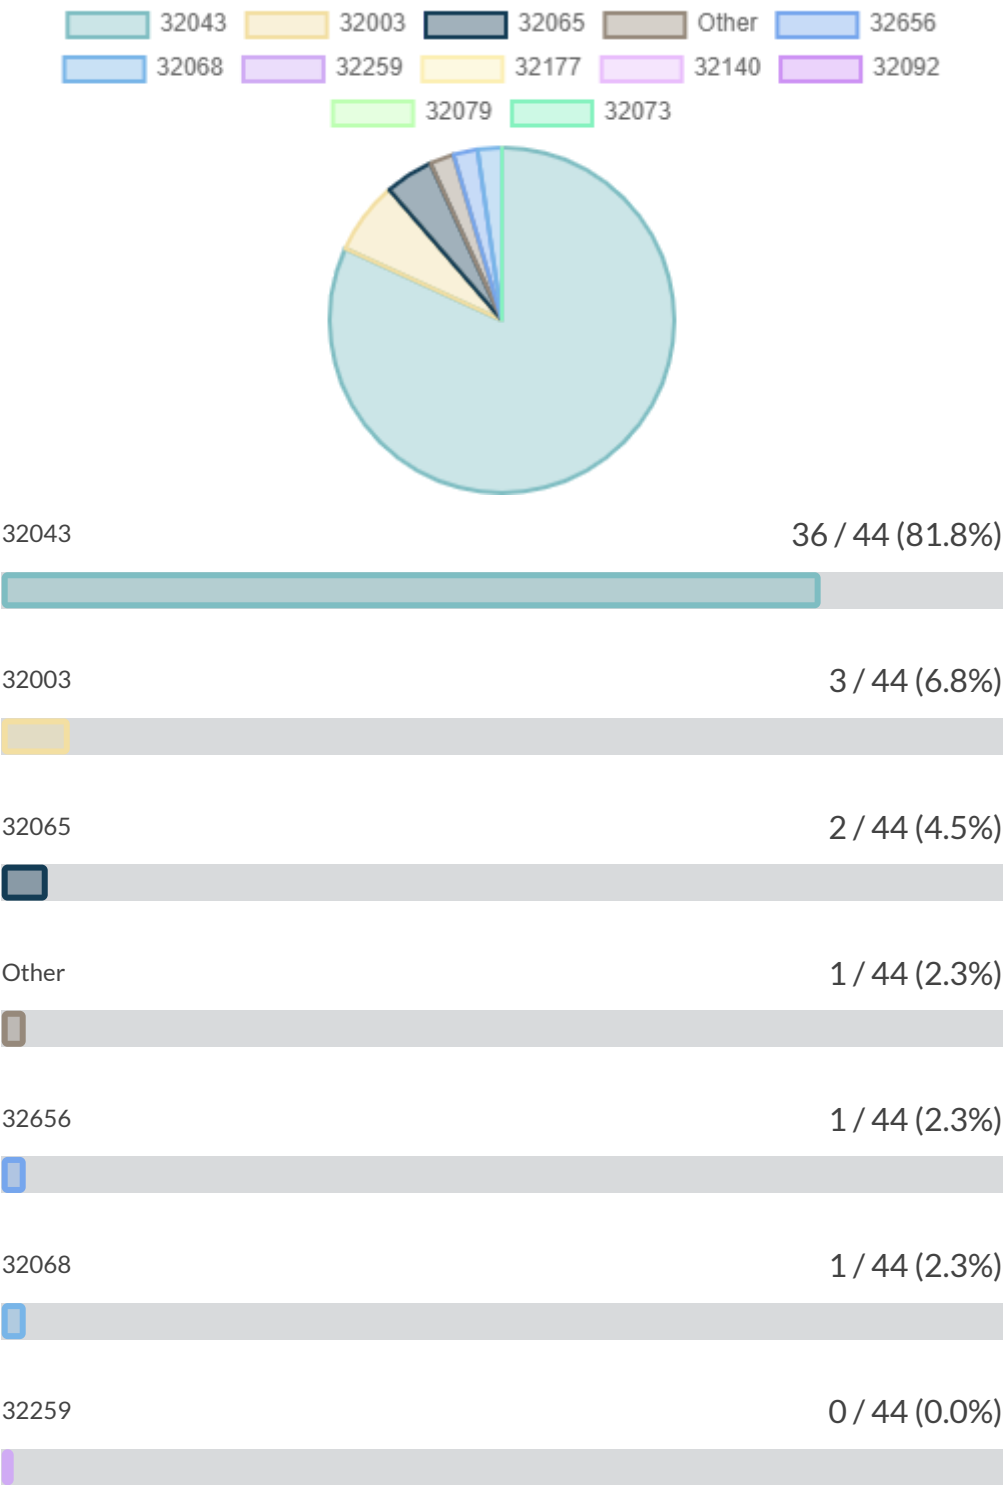 32043 32003 32065 Other 32656
32068 32259 32177 32140 32092
32079 32073
32043 36 / 44 (81.8%)
32003 3 / 44 (6.8%)
32065 2 / 44 (4.5%)
Other 1 / 44 (2.3%)
32656 1 / 44 (2.3%)
32068 1 / 44 (2.3%)
32259 0 / 44 (0.0%)